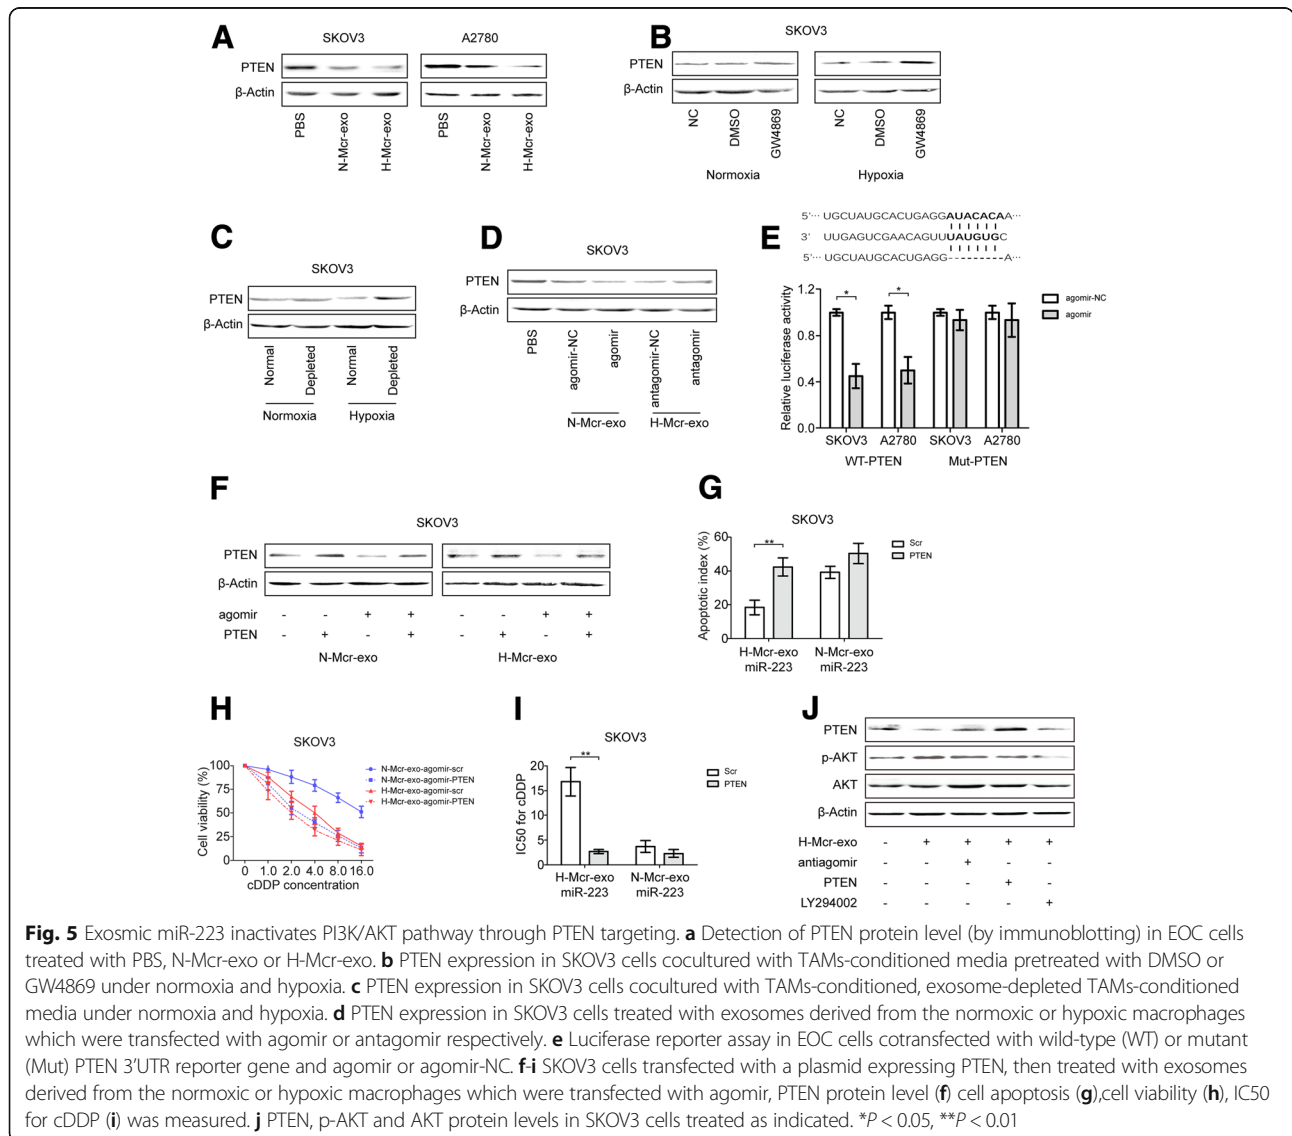 A
SKOV3
A2780
PTEN
β-Actin
PBS
N-Mcr-exo
H-Mcr-exo
PBS
N-Mcr-exo
H-Mcr-exo
B
SKOV3
PTEN
β-Actin
NC
DMSO
GW4869
NC
DMSO
GW4869
Normoxia
Hypoxia
C
SKOV3
PTEN
β-Actin
Normal
Depleted
Normal
Depleted
Normoxia
Hypoxia
D
SKOV3
PTEN
β-Actin
PBS
agomir-NC
agomir
antagomir-NC
antagomir
N-Mcr-exo
H-Mcr-exo
E
5'··· UGCUAUGCACUGAGGAUACACAA···
3' UUGAGUCGAACAGUUUAUGUGC
5'··· UGCUAUGCACUGAGG---------A···
Relative luciferase activity
1.2
0.8
0.4
0.0
*
*
agomir-NC
agomir
SKOV3
A2780
SKOV3
A2780
WT-PTEN
Mut-PTEN
F
SKOV3
PTEN
β-Actin
agomir - - + + - - + +
PTEN - + - + - + - +
N-Mcr-exo
H-Mcr-exo
G
SKOV3
Apoptotic index (%)
60
40
20
0
**
Scr
PTEN
H-Mcr-exo
miR-223
N-Mcr-exo
miR-223
H
SKOV3
Cell viability (%)
100
75
50
25
0
0 1.0 2.0 4.0 8.0 16.0
cDDP concentration
N-Mcr-exo-agomir-scr
N-Mcr-exo-agomir-PTEN
H-Mcr-exo-agomir-scr
H-Mcr-exo-agomir-PTEN
I
SKOV3
IC50 for cDDP
20
15
10
5
0
**
Scr
PTEN
H-Mcr-exo
miR-223
N-Mcr-exo
miR-223
J
PTEN
p-AKT
AKT
β-Actin
H-Mcr-exo - + + + +
antiagomir - - + - -
PTEN - - - + -
LY294002 - - - - +
Fig. 5 Exosmic miR-223 inactivates PI3K/AKT pathway through PTEN targeting. a Detection of PTEN protein level (by immunoblotting) in EOC cells
treated with PBS, N-Mcr-exo or H-Mcr-exo. b PTEN expression in SKOV3 cells cocultured with TAMs-conditioned media pretreated with DMSO or
GW4869 under normoxia and hypoxia. c PTEN expression in SKOV3 cells cocultured with TAMs-conditioned, exosome-depleted TAMs-conditioned
media under normoxia and hypoxia. d PTEN expression in SKOV3 cells treated with exosomes derived from the normoxic or hypoxic macrophages
which were transfected with agomir or antagomir respectively. e Luciferase reporter assay in EOC cells cotransfected with wild-type (WT) or mutant
(Mut) PTEN 3'UTR reporter gene and agomir or agomir-NC. f-i SKOV3 cells transfected with a plasmid expressing PTEN, then treated with exosomes
derived from the normoxic or hypoxic macrophages which were transfected with agomir, PTEN protein level (f) cell apoptosis (g),cell viability (h), IC50
for cDDP (i) was measured. j PTEN, p-AKT and AKT protein levels in SKOV3 cells treated as indicated. *P < 0.05, **P < 0.01